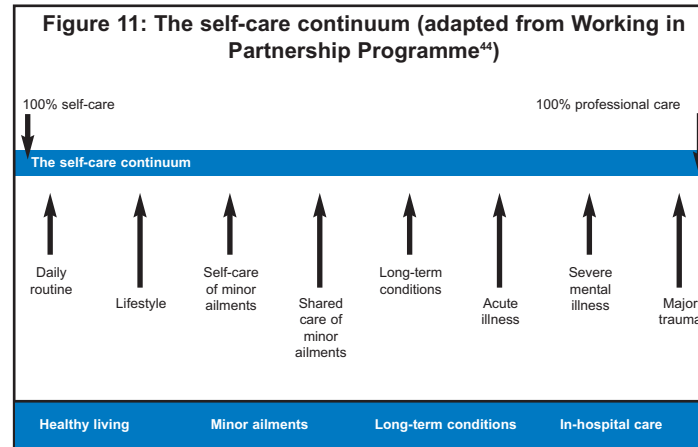 Figure 11: The self-care continuum (adapted from Working in
Partnership Programme⁴⁴)
100% self-care
100% professional care
The self-care continuum
Daily
routine
Lifestyle
Self-care
of minor
ailments
Shared
care of
minor
ailments
Long-term
conditions
Acute
illness
Severe
mental
illness
Major
trauma
Healthy living
Minor ailments
Long-term conditions
In-hospital care